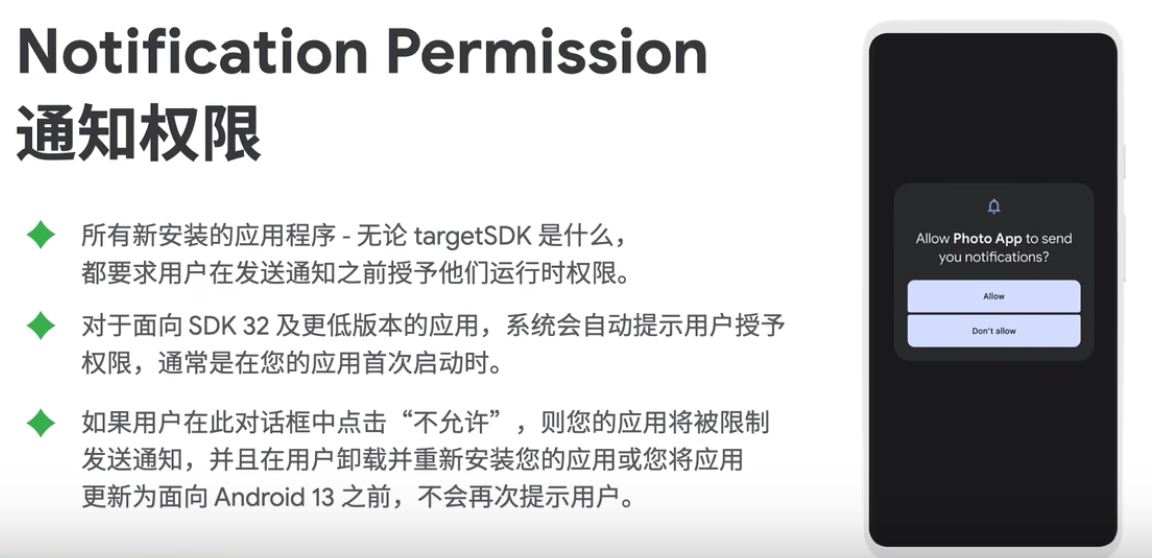 Notification Permission
通知权限
所有新安装的应用程序 - 无论 targetSDK 是什么，
都要求用户在发送通知之前授予他们运行时权限。
对于面向 SDK 32 及更低版本的应用，系统会自动提示用户授予
权限，通常是在您的应用首次启动时。
如果用户在此对话框中点击“不允许”，则您的应用将被限制
发送通知，并且在用户卸载并重新安装您的应用或您将应用
更新为面向 Android 13 之前，不会再次提示用户。
Allow Photo App to send
you notifications?
Allow
Don't allow